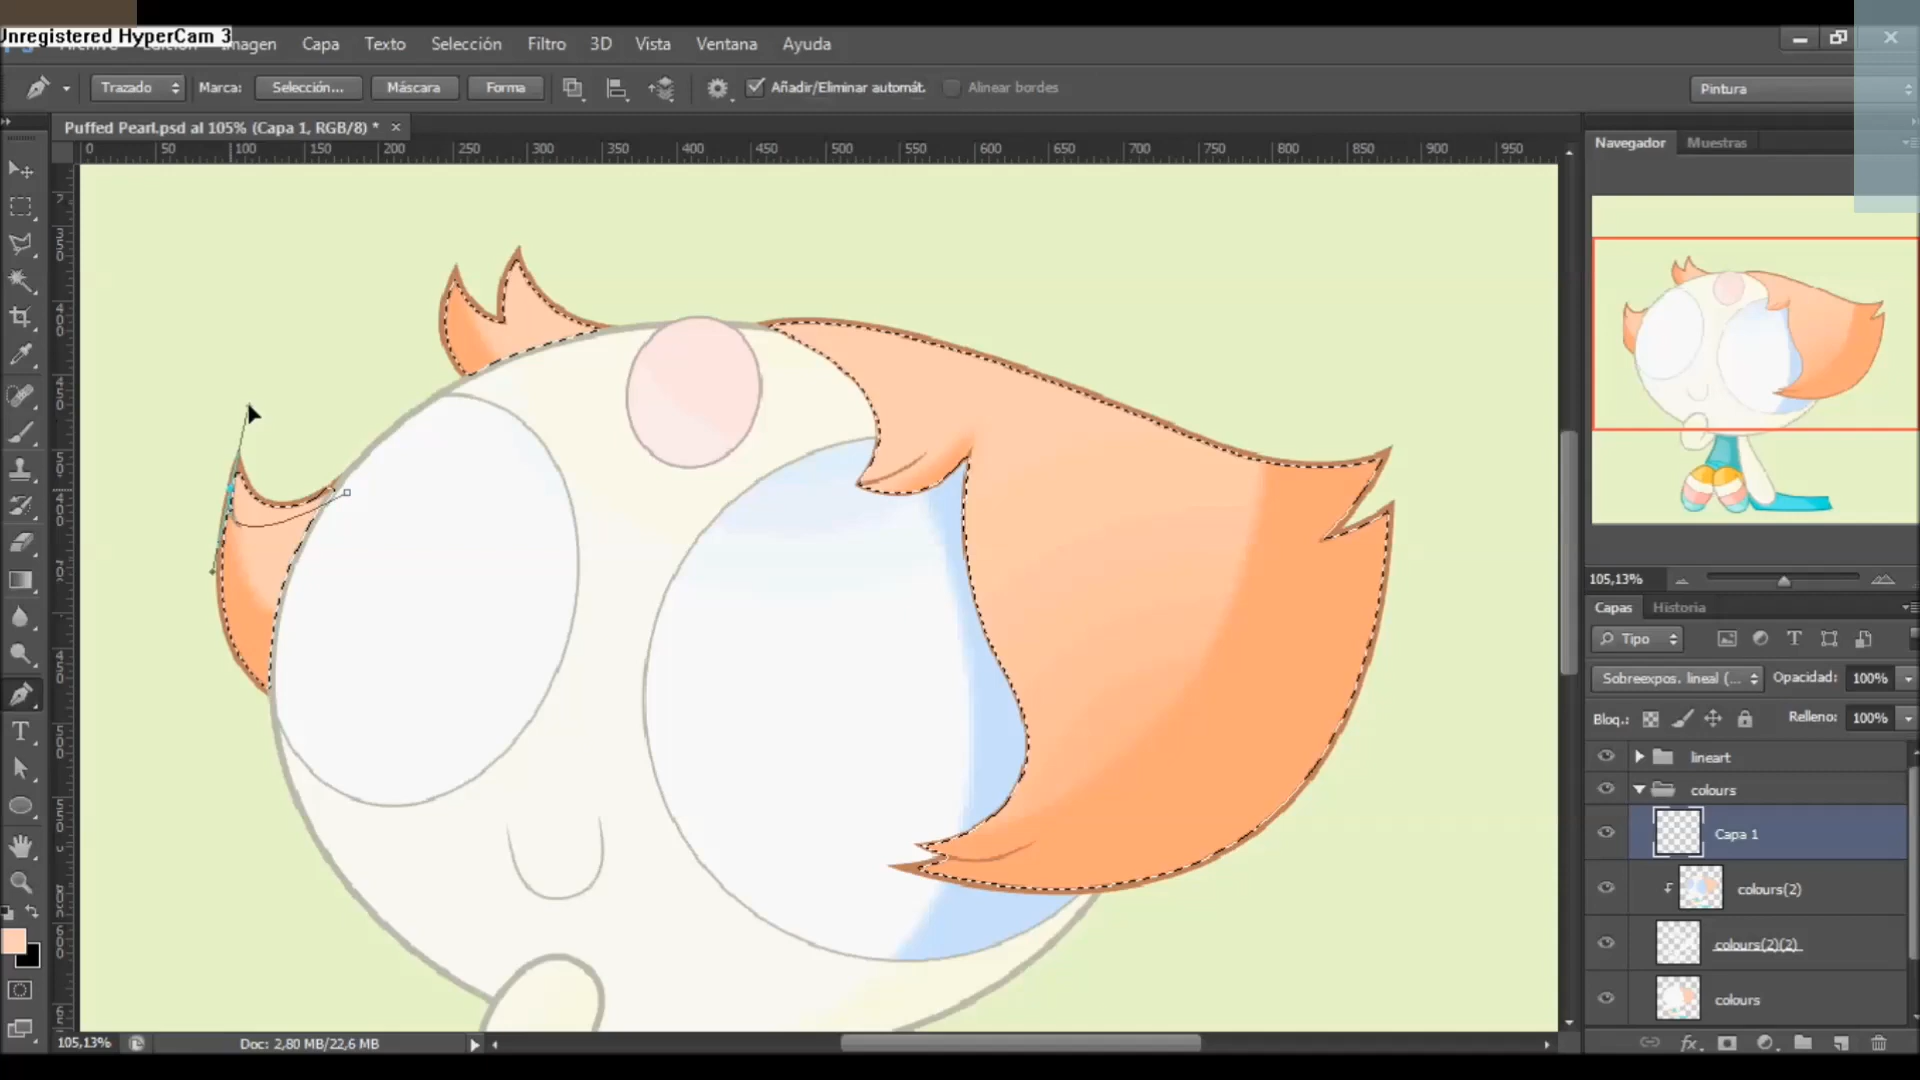 Unregistered HyperCam 3
Imagen Capa Texto Selección Filtro 3D Vista Ventana Ayuda
Trazado Marca: Selección... Máscara Forma Añadir/Eliminar automát. Alinear bordes Pintura
Puffed Pearl.psd al 105% (Capa 1, RGB/8) * ×
0 50 100 150 200 250 300 350 400 450 500 550 600 650 700 750 800 850 900 950
Navegador Muestras
105,13%
Capas Historia
Tipo
Sobreexpos. lineal (... Opacidad: 100%
Bloq.: Relleno: 100%
lineart
colours
Capa 1
colours(2)
colours(2)(2)
colours
105,13% Doc: 2,80 MB/22,6 MB